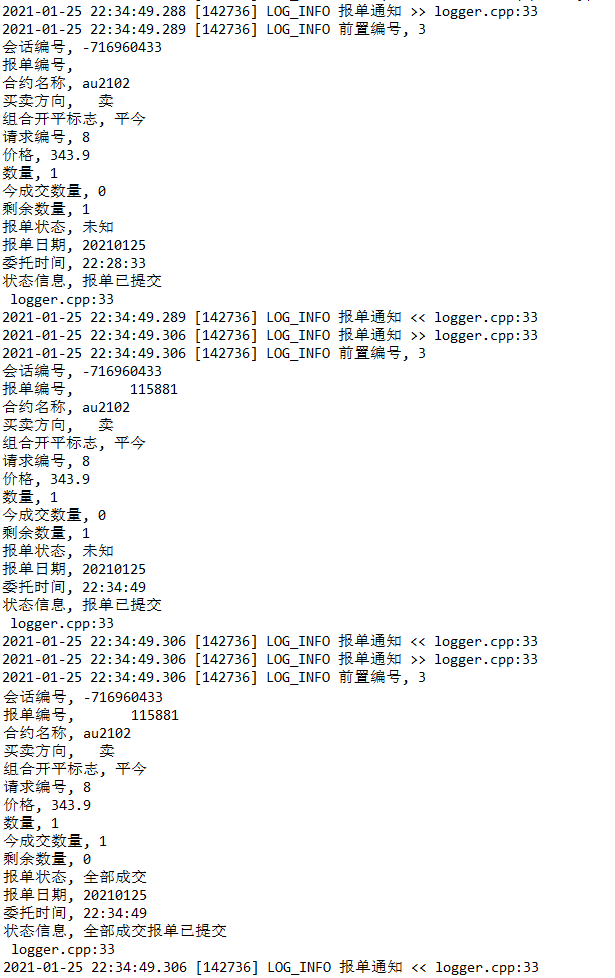 2021-01-25 22:34:49.288 [142736] LOG_INFO 报单通知 >> logger.cpp:33
2021-01-25 22:34:49.289 [142736] LOG_INFO 前置编号, 3
会话编号, -716960433
报单编号,
合约名称, au2102
买卖方向,   卖
组合开平标志, 平今
请求编号, 8
价格, 343.9
数量, 1
今成交数量, 0
剩余数量, 1
报单状态, 未知
报单日期, 20210125
委托时间, 22:28:33
状态信息, 报单已提交
 logger.cpp:33
2021-01-25 22:34:49.289 [142736] LOG_INFO 报单通知 << logger.cpp:33
2021-01-25 22:34:49.306 [142736] LOG_INFO 报单通知 >> logger.cpp:33
2021-01-25 22:34:49.306 [142736] LOG_INFO 前置编号, 3
会话编号, -716960433
报单编号,       115881
合约名称, au2102
买卖方向,   卖
组合开平标志, 平今
请求编号, 8
价格, 343.9
数量, 1
今成交数量, 0
剩余数量, 1
报单状态, 未知
报单日期, 20210125
委托时间, 22:34:49
状态信息, 报单已提交
 logger.cpp:33
2021-01-25 22:34:49.306 [142736] LOG_INFO 报单通知 << logger.cpp:33
2021-01-25 22:34:49.306 [142736] LOG_INFO 报单通知 >> logger.cpp:33
2021-01-25 22:34:49.306 [142736] LOG_INFO 前置编号, 3
会话编号, -716960433
报单编号,       115881
合约名称, au2102
买卖方向,   卖
组合开平标志, 平今
请求编号, 8
价格, 343.9
数量, 1
今成交数量, 1
剩余数量, 0
报单状态, 全部成交
报单日期, 20210125
委托时间, 22:34:49
状态信息, 全部成交报单已提交
 logger.cpp:33
2021-01-25 22:34:49.306 [142736] LOG_INFO 报单通知 << logger.cpp:33